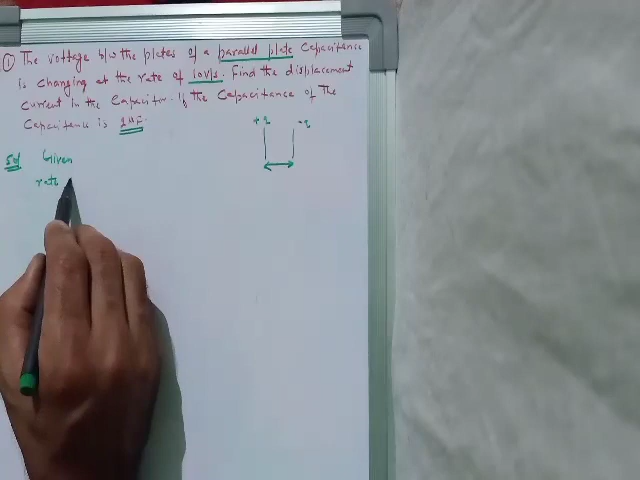 ① The voltage b/w the plates of a parallel plate Capacitance
is changing at the rate of 10V/s. Find the displacement
current in the Capacitor. If the Capacitance of The
Capacitance is
+q -q
Sol Given
rate